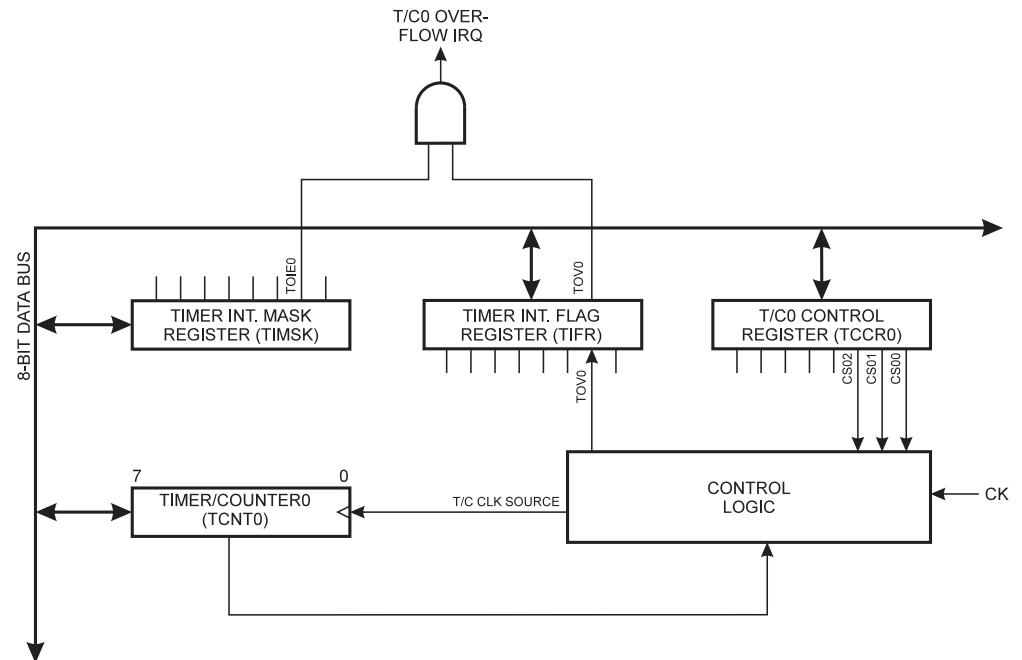 T/C0 OVER-
FLOW IRQ
8-BIT DATA BUS
TOIE0
TOV0
TIMER INT. MASK
REGISTER (TIMSK)
TIMER INT. FLAG
REGISTER (TIFR)
T/C0 CONTROL
REGISTER (TCCR0)
TOV0
CS02
CS01
CS00
7
0
TIMER/COUNTER0
(TCNT0)
T/C CLK SOURCE
CONTROL
LOGIC
CK